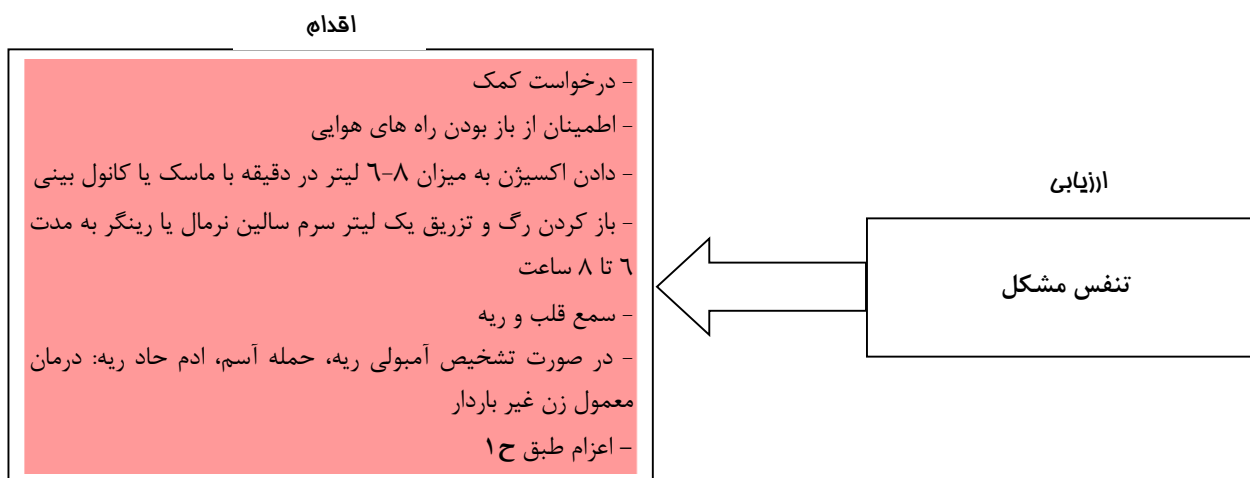 اقدام
- درخواست کمک
- اطمینان از باز بودن راه های هوایی
- دادن اکسیژن به میزان ۸-٦ لیتر در دقیقه با ماسک یا کانول بینی
- باز کردن رگ و تزریق یک لیتر سرم سالین نرمال یا رینگر به مدت
٦ تا ۸ ساعت
- سمع قلب و ریه
- در صورت تشخیص آمبولی ریه، حمله آسم، ادم حاد ریه: درمان
معمول زن غیر باردار
- اعزام طبق ح۱
ارزیابی
تنفس مشکل